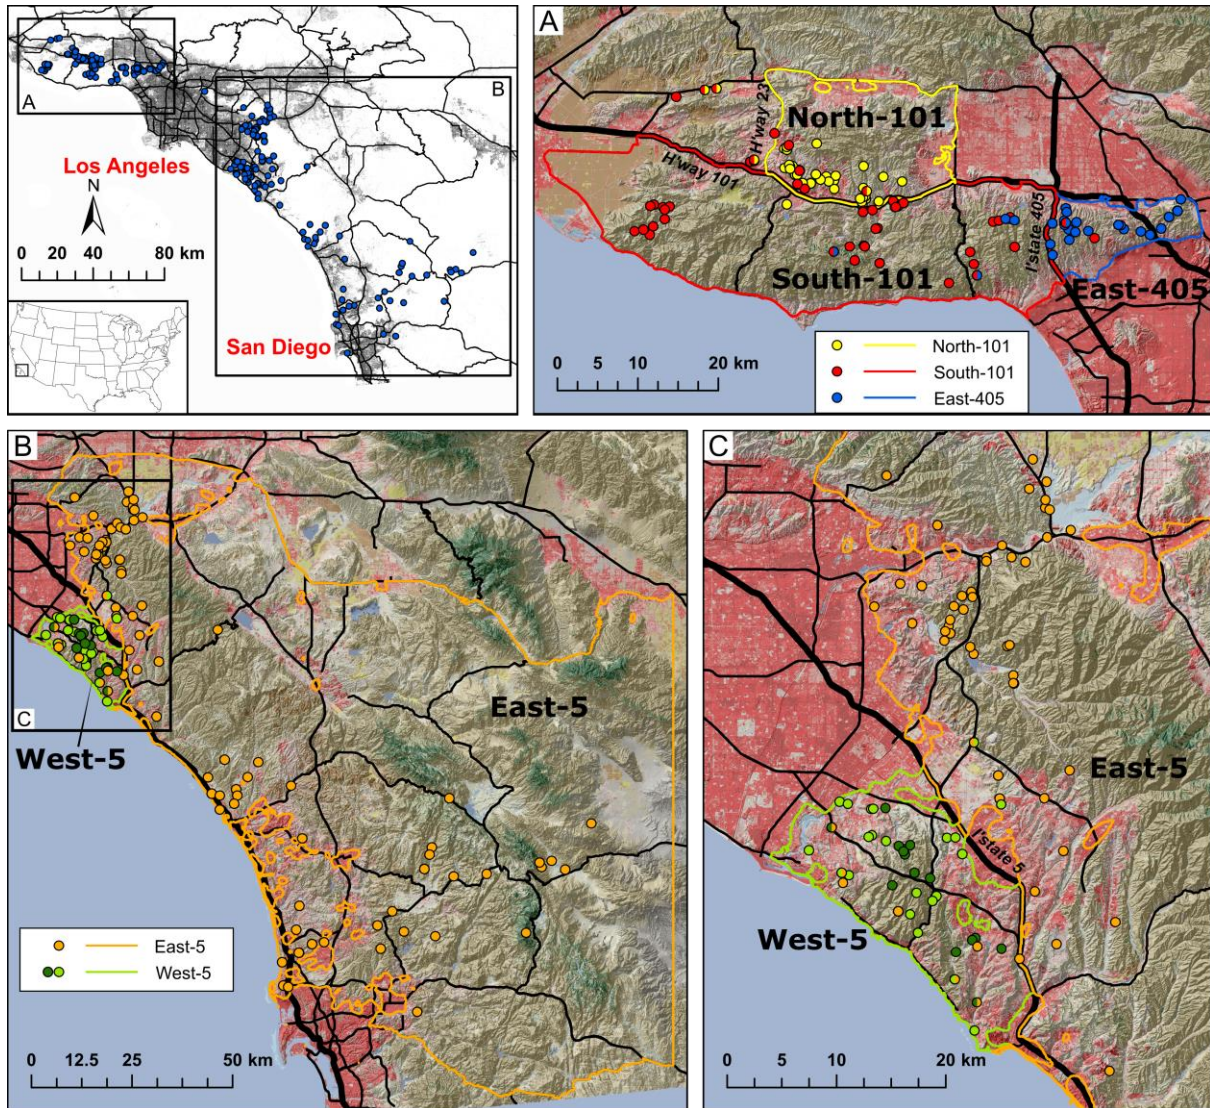 A
B
Los Angeles
N
0 20 40 80 km
San Diego
A
H'way 23
North-101
H'way 101
I'state 405
South-101
East-405
0 5 10 20 km
North-101
South-101
East-405
B
C
West-5
East-5
East-5
West-5
0 12.5 25 50 km
C
East-5
I'state 5
West-5
0 5 10 20 km